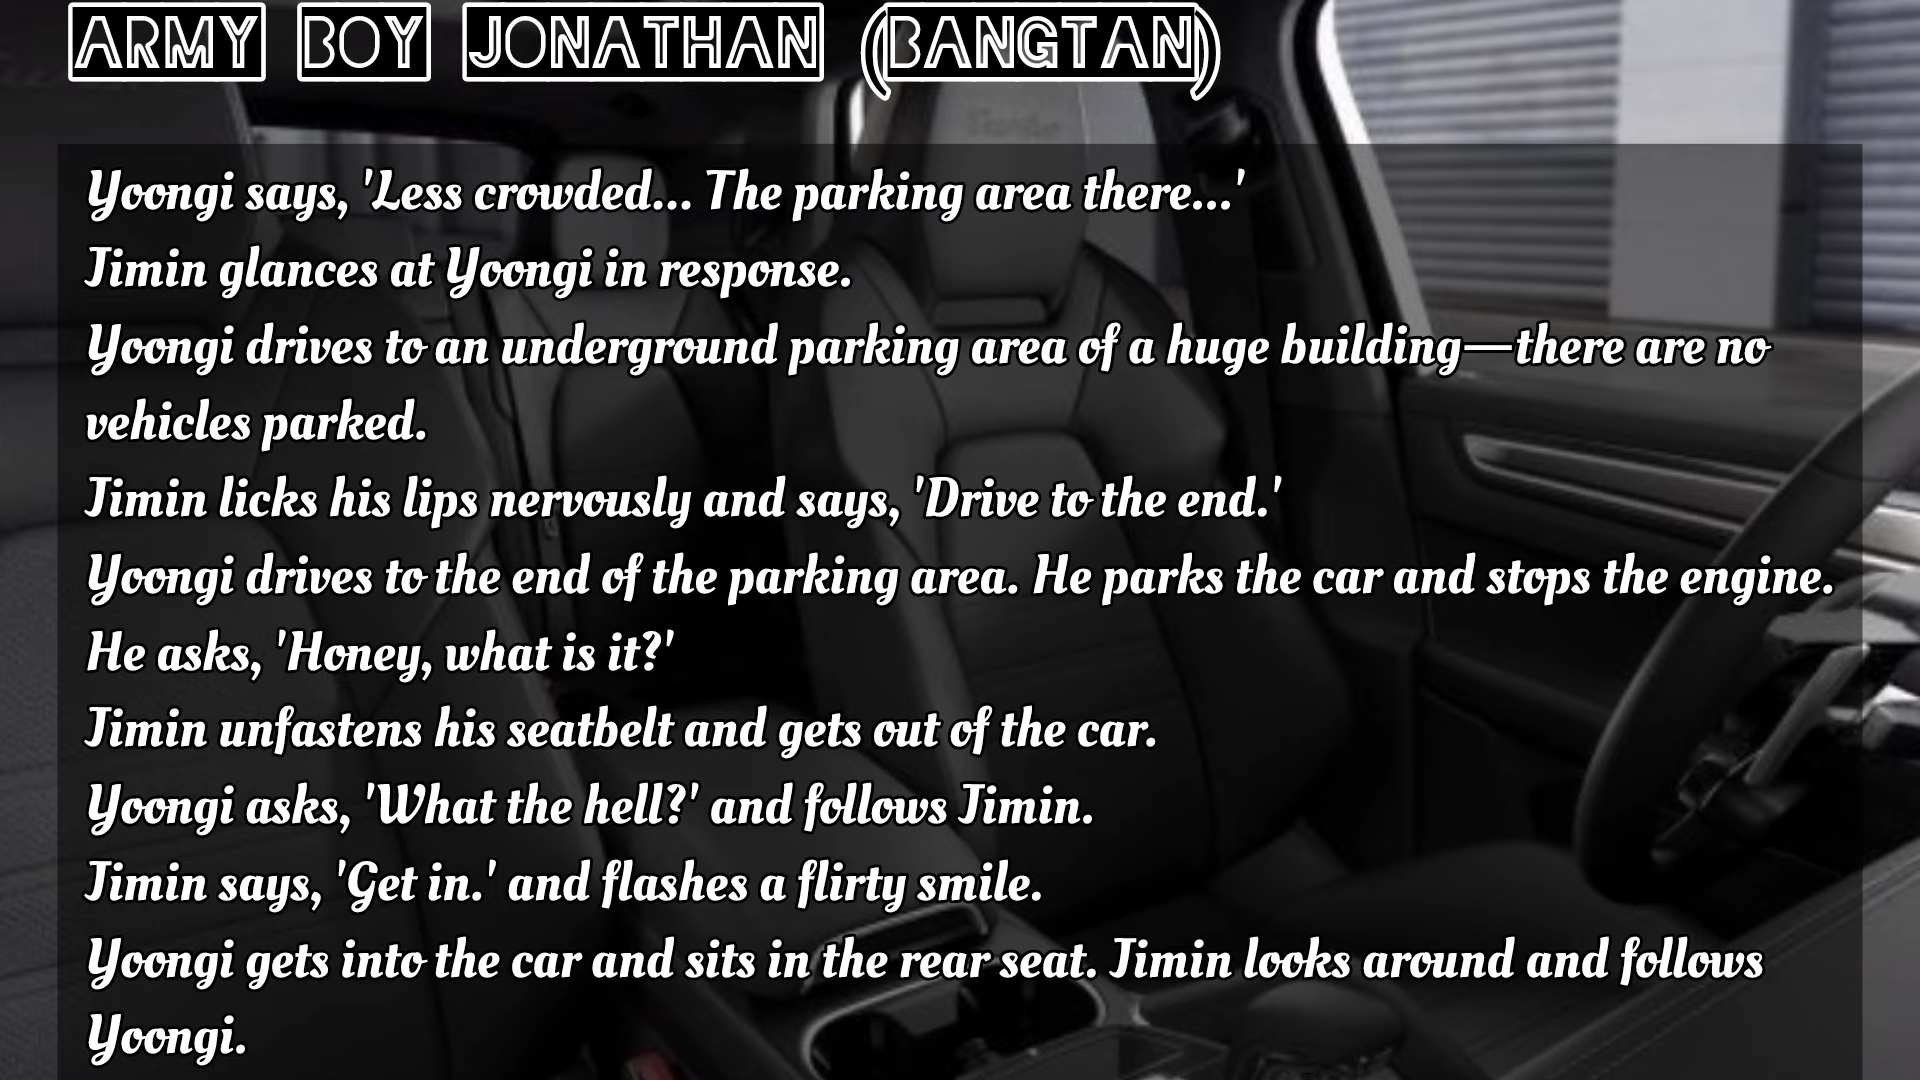 ARMY BOY JONATHAN (BANGTAN)
Yoongi says, 'Less crowded... The parking area there...'
Jimin glances at Yoongi in response.
Yoongi drives to an underground parking area of a huge building—there are no
vehicles parked.
Jimin licks his lips nervously and says, 'Drive to the end.'
Yoongi drives to the end of the parking area. He parks the car and stops the engine.
He asks, 'Honey, what is it?'
Jimin unfastens his seatbelt and gets out of the car.
Yoongi asks, 'What the hell?' and follows Jimin.
Jimin says, 'Get in.' and flashes a flirty smile.
Yoongi gets into the car and sits in the rear seat. Jimin looks around and follows
Yoongi.